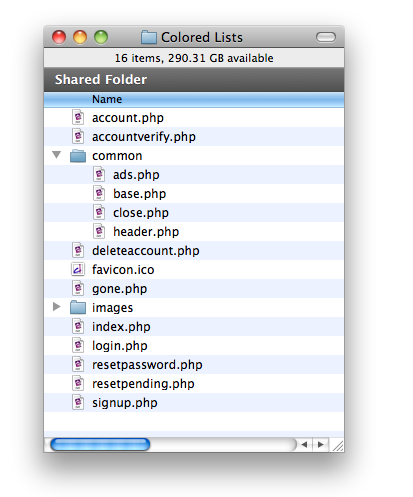 Colored Lists
16 items, 290.31 GB available
Shared Folder
Name
account.php
accountverify.php
common
ads.php
base.php
close.php
header.php
deleteaccount.php
favicon.ico
gone.php
images
index.php
login.php
resetpassword.php
resetpending.php
signup.php